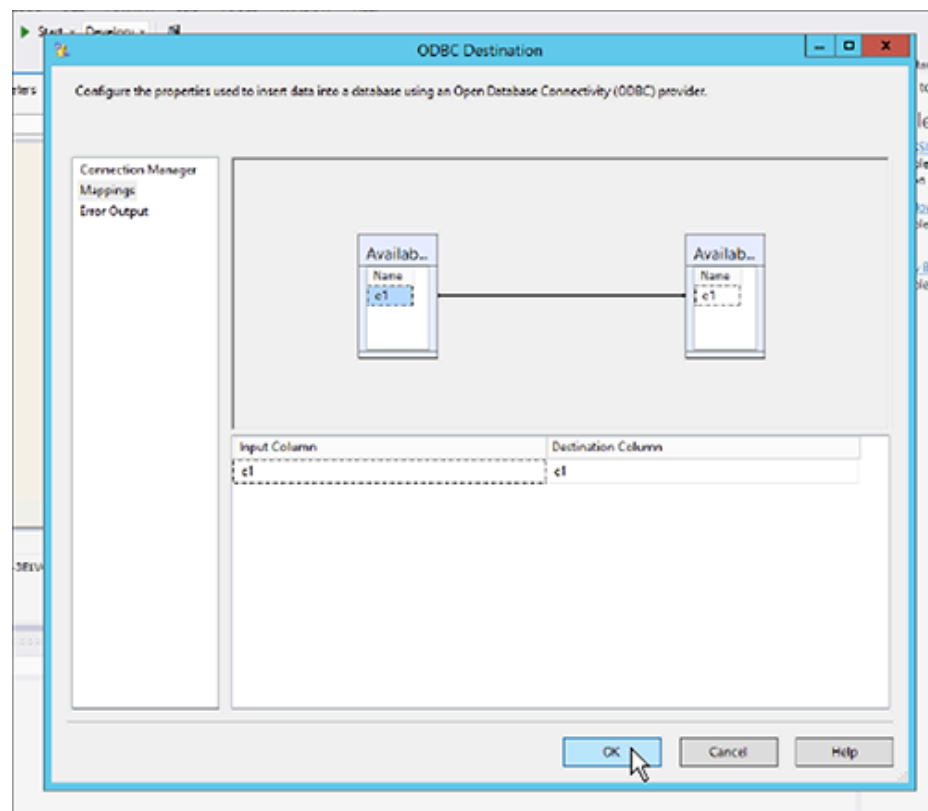 Start Develop
ODBC Destination
Configure the properties used to insert data into a database using an Open Database Connectivity (ODBC) provider.
Connection Manager
Mappings
Error Output
Availab...
Name
c1
Availab...
Name
c1
Input Column Destination Column
c1 c1
OK Cancel Help